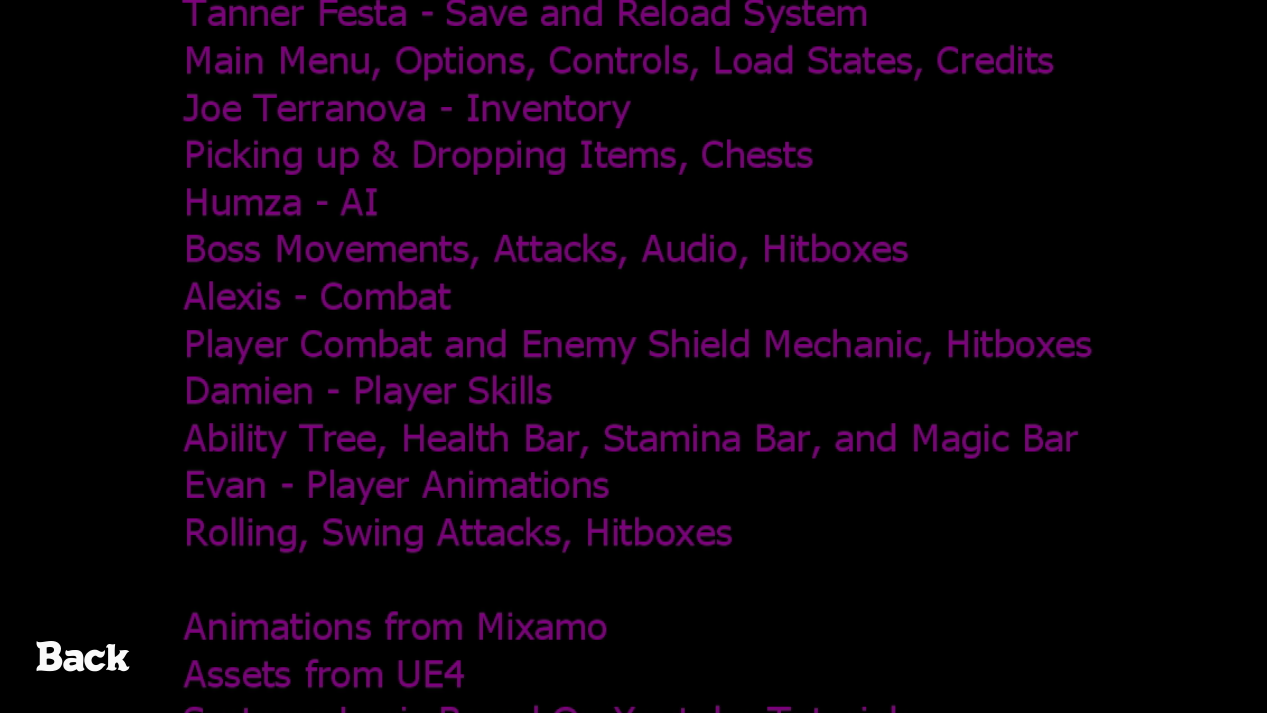 Tanner Festa - Save and Reload System
Main Menu, Options, Controls, Load States, Credits
Joe Terranova - Inventory
Picking up & Dropping Items, Chests
Humza - AI
Boss Movements, Attacks, Audio, Hitboxes
Alexis - Combat
Player Combat and Enemy Shield Mechanic, Hitboxes
Damien - Player Skills
Ability Tree, Health Bar, Stamina Bar, and Magic Bar
Evan - Player Animations
Rolling, Swing Attacks, Hitboxes
Animations from Mixamo
Back
Assets from UE4